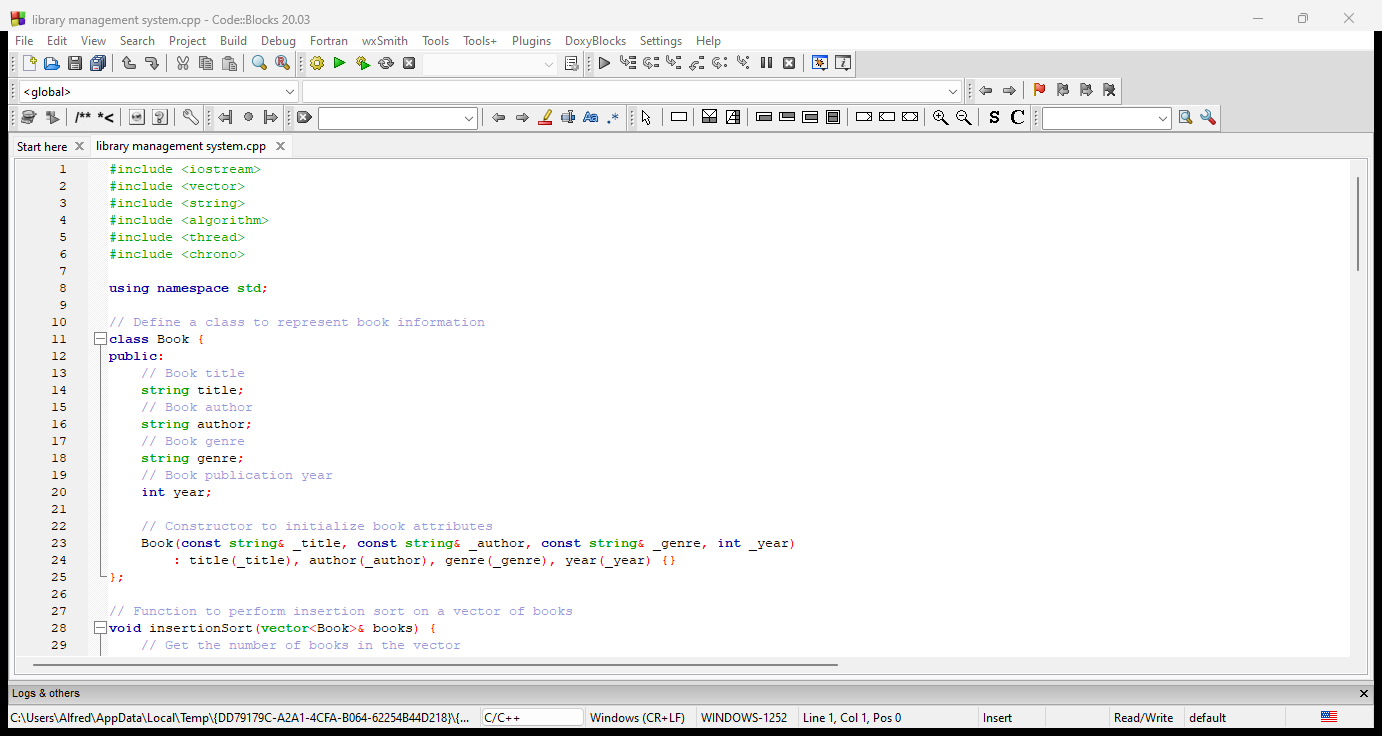 library management system.cpp - Code::Blocks 20.03
File Edit View Search Project Build Debug Fortran wxSmith Tools Tools+ Plugins DoxyBlocks Settings Help
<global>
/** *<
Aa .* S C
Start here library management system.cpp
1 #include <iostream>
2 #include <vector>
3 #include <string>
4 #include <algorithm>
5 #include <thread>
6 #include <chrono>
7
8 using namespace std;
9
10 // Define a class to represent book information
11 class Book {
12 public:
13 // Book title
14 string title;
15 // Book author
16 string author;
17 // Book genre
18 string genre;
19 // Book publication year
20 int year;
21
22 // Constructor to initialize book attributes
23 Book(const string& _title, const string& _author, const string& _genre, int _year)
24 : title(_title), author(_author), genre(_genre), year(_year) {}
25 };
26
27 // Function to perform insertion sort on a vector of books
28 void insertionSort(vector<Book>& books) {
29 // Get the number of books in the vector
Logs & others
C:\Users\Alfred\AppData\Local\Temp\{DD79179C-A2A1-4CFA-B064-62254B44D218}\{... C/C++ Windows (CR+LF) WINDOWS-1252 Line 1, Col 1, Pos 0 Insert Read/Write default